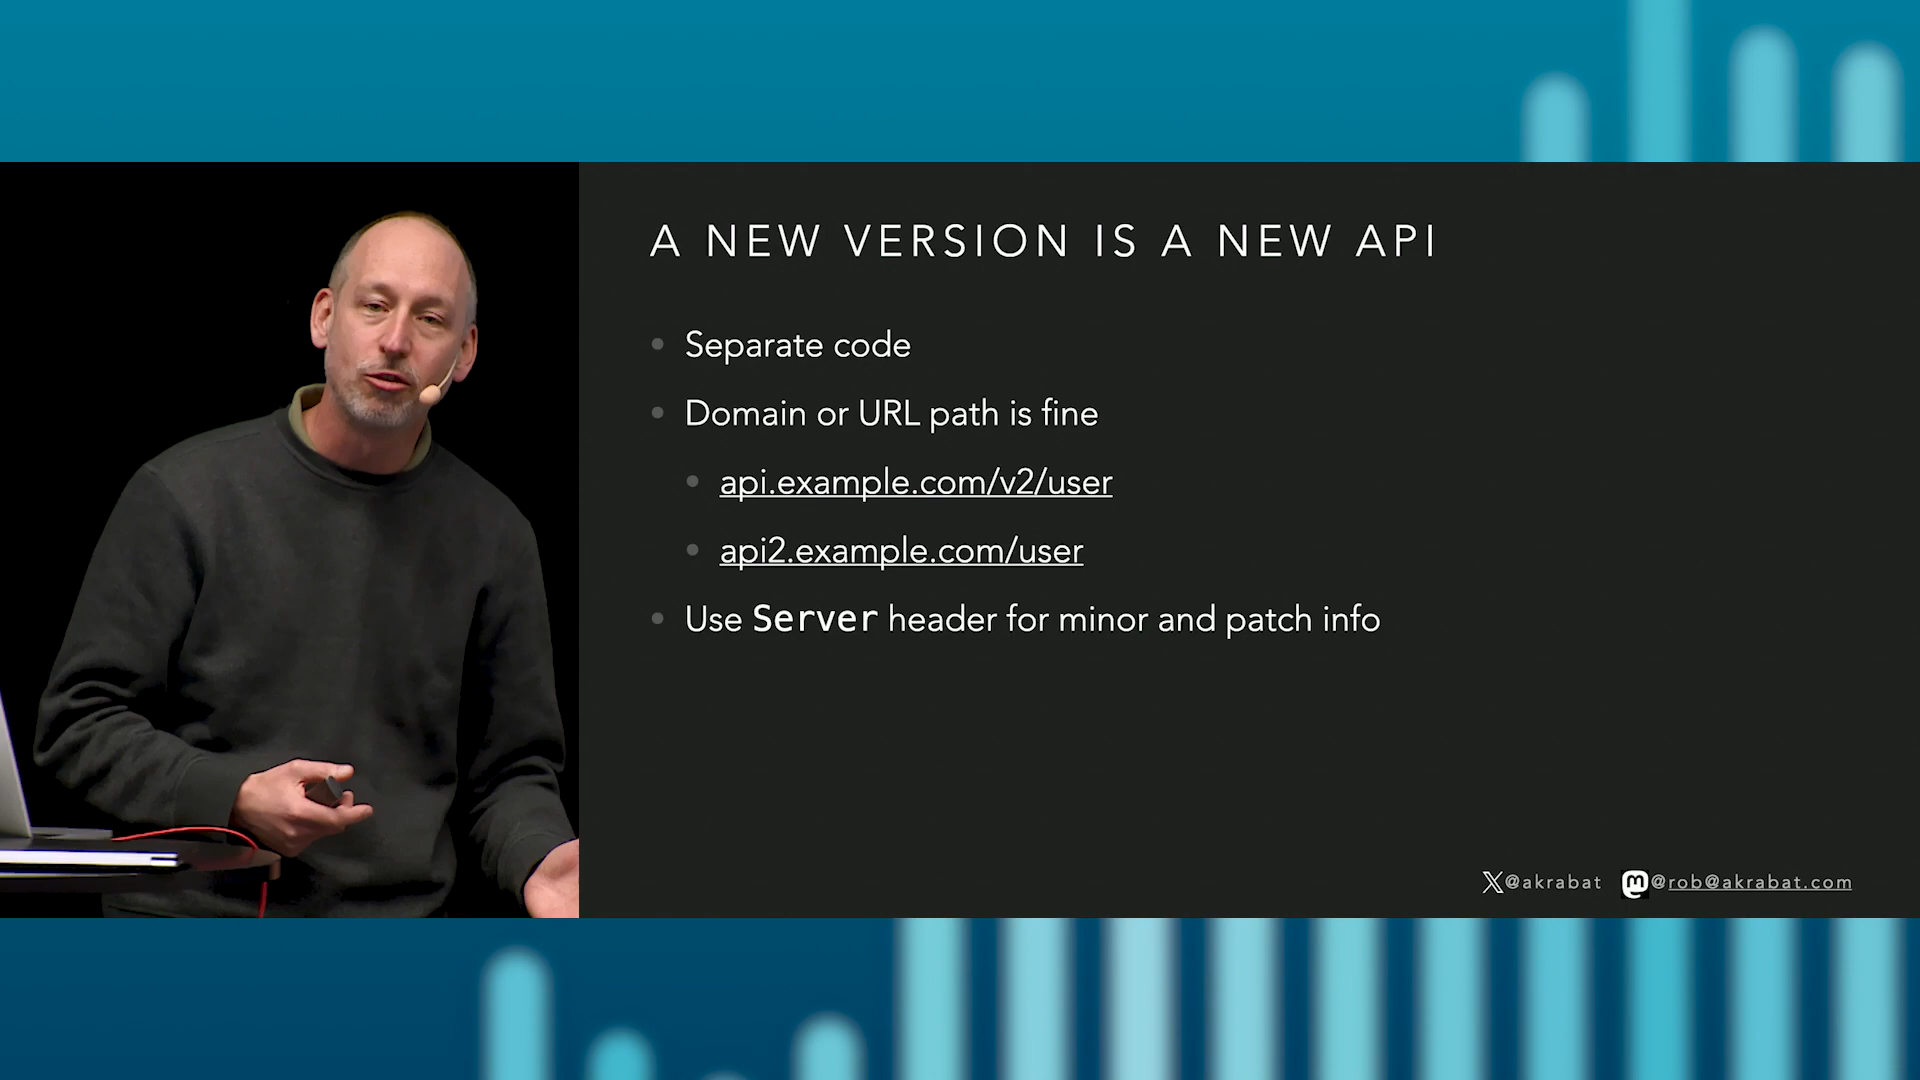 A NEW VERSION IS A NEW API
Separate code
Domain or URL path is fine
api.example.com/v2/user
api2.example.com/user
Use Server header for minor and patch info
@akrabat @rob@akrabat.com